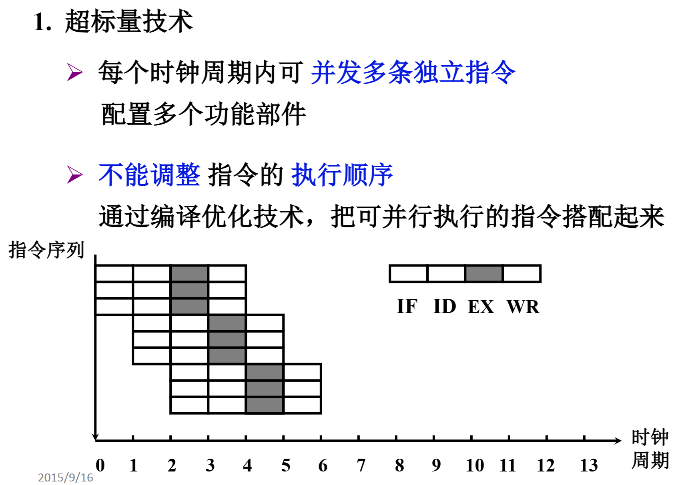 1. 超标量技术
每个时钟周期内可 并发多条独立指令
配置多个功能部件
不能调整 指令的 执行顺序
通过编译优化技术，把可并行执行的指令搭配起来
指令序列
IF ID EX WR
时钟
周期
0 1 2 3 4 5 6 7 8 9 10 11 12 13
2015/9/16